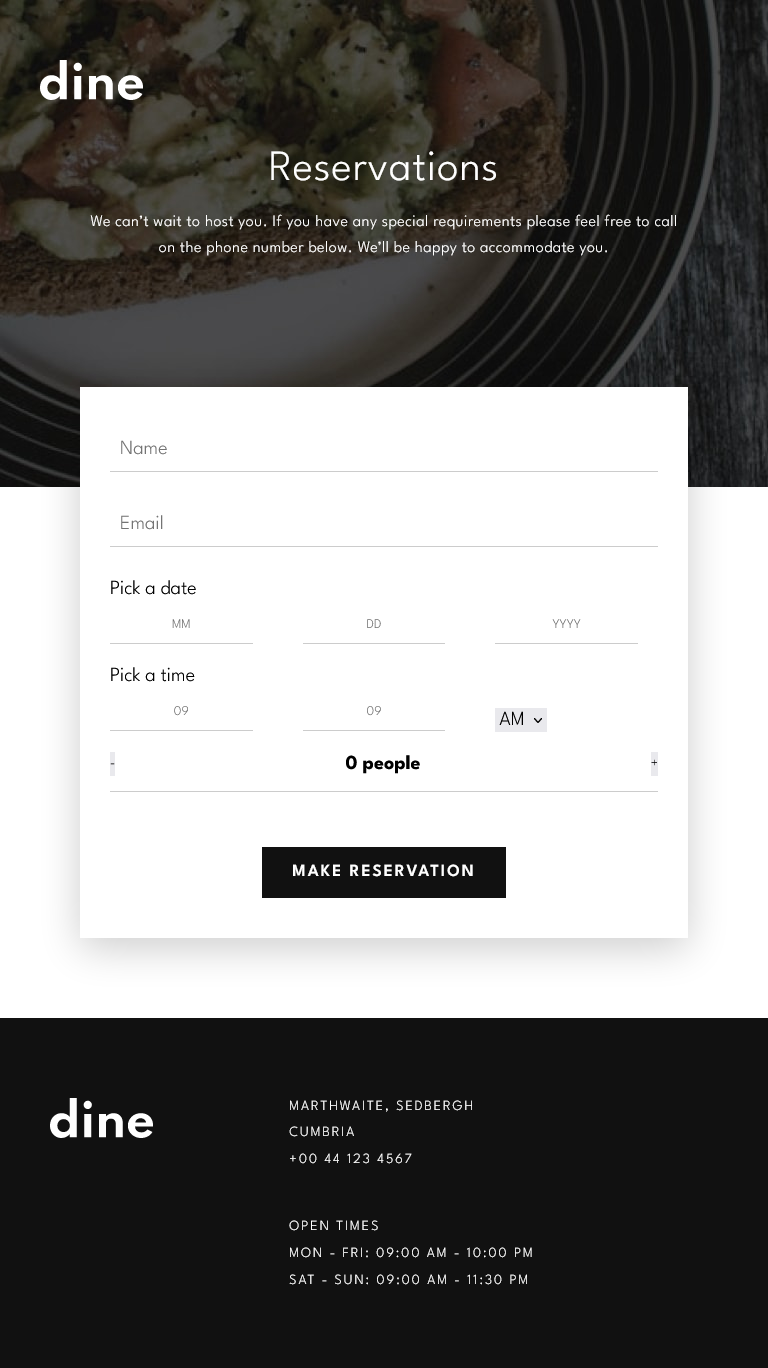 dine
Reservations
We can’t wait to host you. If you have any special requirements please feel free to call
on the phone number below. We’ll be happy to accommodate you.
Name
Email
Pick a date
MM DD YYYY
Pick a time
09 09 AM
- 0 people +
MAKE RESERVATION
dine
MARTHWAITE, SEDBERGH
CUMBRIA
+00 44 123 4567
OPEN TIMES
MON - FRI: 09:00 AM - 10:00 PM
SAT - SUN: 09:00 AM - 11:30 PM